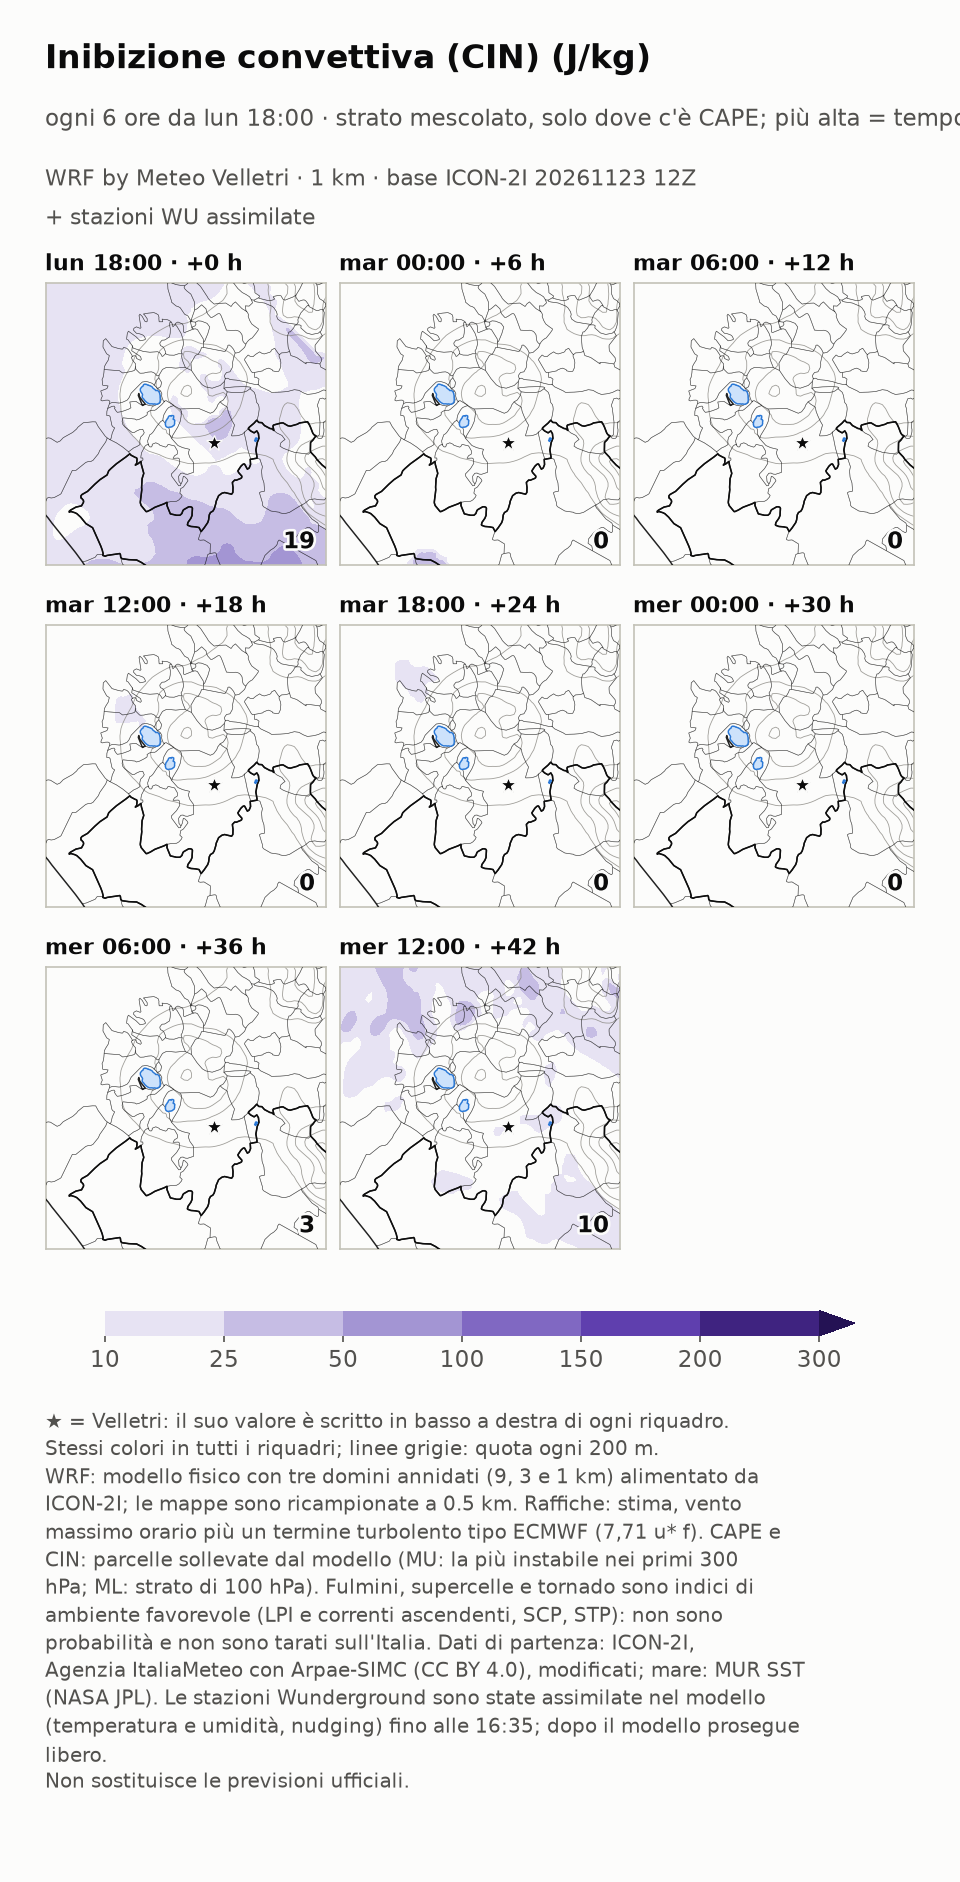 Inibizione convettiva (CIN) (J/kg)
ogni 6 ore da lun 18:00 · strato mescolato, solo dove c'è CAPE; più alta = tempo
WRF by Meteo Velletri · 1 km · base ICON-2I 20261123 12Z
+ stazioni WU assimilate
lun 18:00 · +0 h
mar 00:00 · +6 h
mar 06:00 · +12 h
19
0
0
mar 12:00 · +18 h
mar 18:00 · +24 h
mer 00:00 · +30 h
0
0
0
mer 06:00 · +36 h
mer 12:00 · +42 h
3
10
10 25 50 100 150 200 300
★ = Velletri: il suo valore è scritto in basso a destra di ogni riquadro.
Stessi colori in tutti i riquadri; linee grigie: quota ogni 200 m.
WRF: modello fisico con tre domini annidati (9, 3 e 1 km) alimentato da
ICON-2I; le mappe sono ricampionate a 0.5 km. Raffiche: stima, vento
massimo orario più un termine turbolento tipo ECMWF (7,71 u* f). CAPE e
CIN: parcelle sollevate dal modello (MU: la più instabile nei primi 300
hPa; ML: strato di 100 hPa). Fulmini, supercelle e tornado sono indici di
ambiente favorevole (LPI e correnti ascendenti, SCP, STP): non sono
probabilità e non sono tarati sull'Italia. Dati di partenza: ICON-2I,
Agenzia ItaliaMeteo con Arpae-SIMC (CC BY 4.0), modificati; mare: MUR SST
(NASA JPL). Le stazioni Wunderground sono state assimilate nel modello
(temperatura e umidità, nudging) fino alle 16:35; dopo il modello prosegue
libero.
Non sostituisce le previsioni ufficiali.